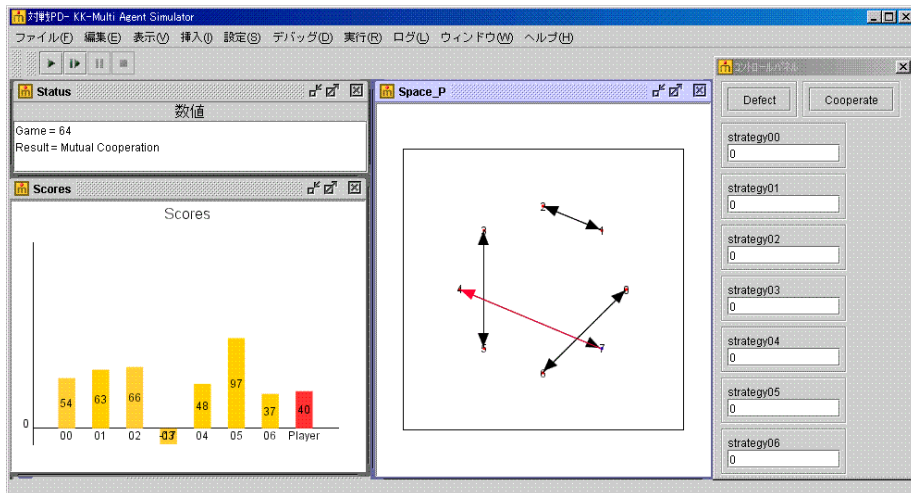 対戦PD- KK-Multi Agent Simulator
ファイル(F) 編集(E) 表示(V) 挿入(I) 設定(S) デバッグ(D) 実行(R) ログ(L) ウィンドウ(W) ヘルプ(H)
Status
数値
Game = 64
Result = Mutual Cooperation
Scores
Scores
54 63 66 48 97 37 40
0
00 01 02 04 05 06 Player
Space_P
2
1
3
4
8
5
7
6
コントロールパネル
Defect Cooperate
strategy00
0
strategy01
0
strategy02
0
strategy03
0
strategy04
0
strategy05
0
strategy06
0